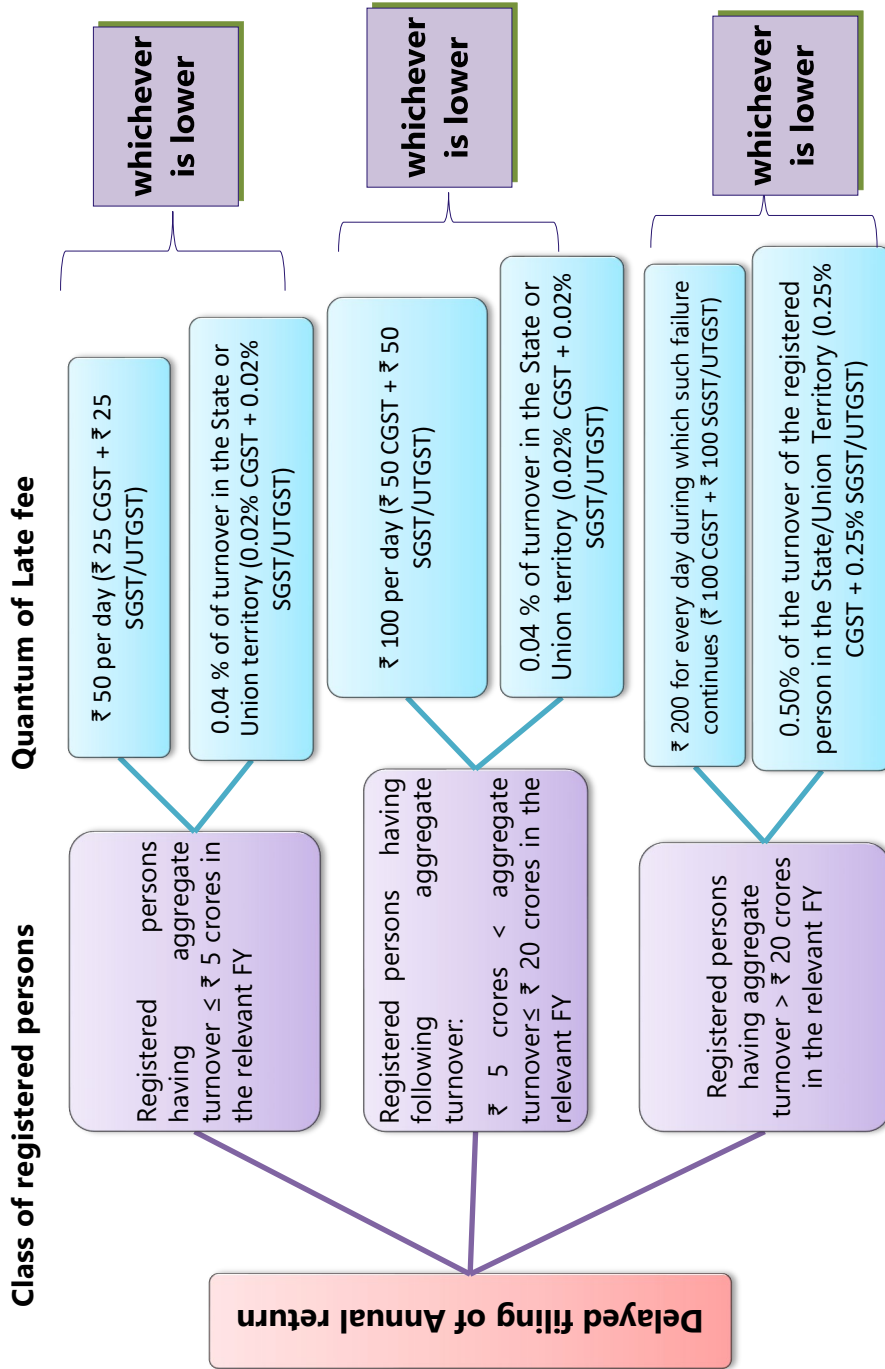 Class of registered persons
Quantum of Late fee
Delayed filing of Annual return
Registered persons
having aggregate
turnover ≤ ₹ 5 crores in
the relevant FY
₹ 50 per day (₹ 25 CGST + ₹ 25
SGST/UTGST)
0.04 % of of turnover in the State or
Union territory (0.02% CGST + 0.02%
SGST/UTGST)
whichever
is lower
Registered persons having
following aggregate
turnover:
₹ 5 crores < aggregate
turnover≤ ₹ 20 crores in the
relevant FY
₹ 100 per day (₹ 50 CGST + ₹ 50
SGST/UTGST)
0.04 % of turnover in the State or
Union territory (0.02% CGST + 0.02%
SGST/UTGST)
whichever
is lower
Registered persons
having aggregate
turnover > ₹ 20 crores
in the relevant FY
₹ 200 for every day during which such failure
continues (₹ 100 CGST + ₹ 100 SGST/UTGST)
0.50% of the turnover of the registered
person in the State/Union Territory (0.25%
CGST + 0.25% SGST/UTGST)
whichever
is lower